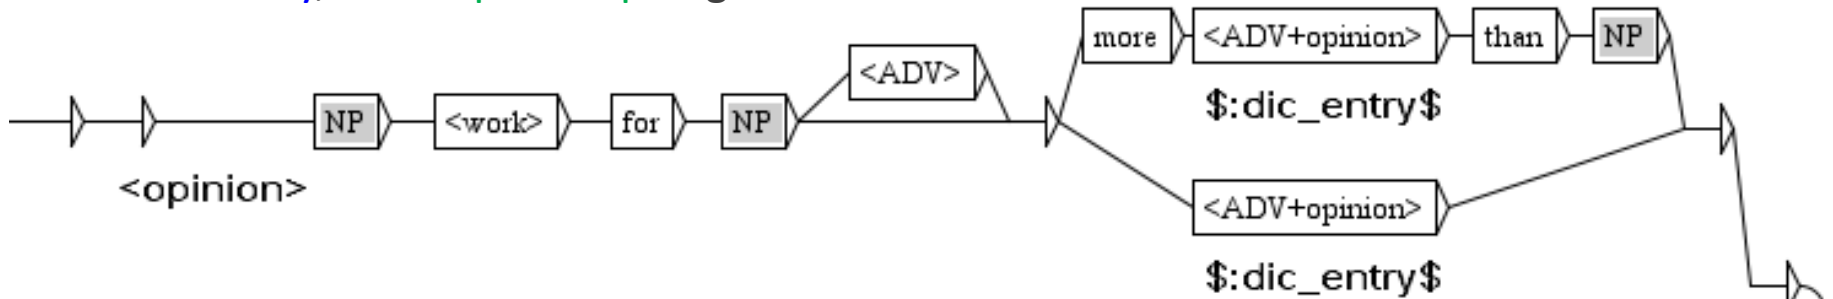 more <ADV+opinion> than NP
<ADV>
$:dic_entry$
NP <work> for NP
<opinion>
<ADV+opinion>
$:dic_entry$